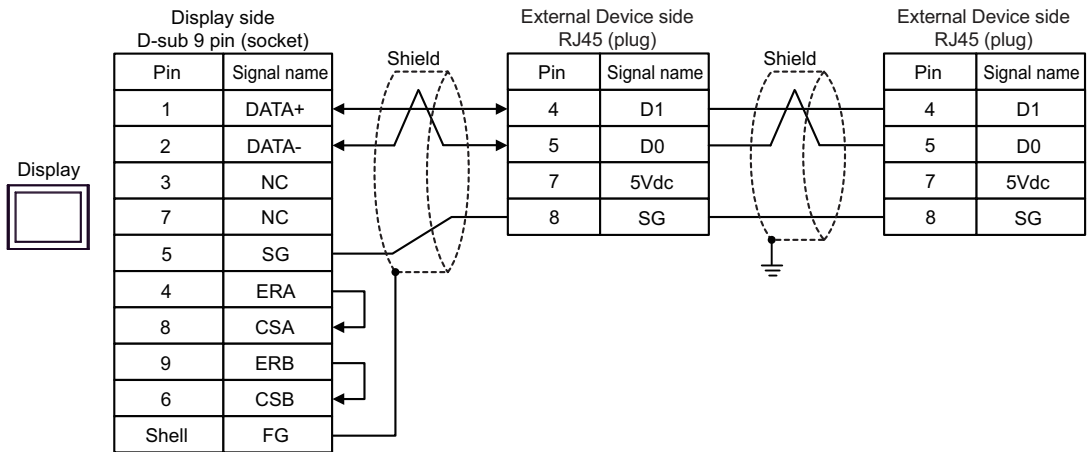 Display side
D-sub 9 pin (socket)
External Device side
RJ45 (plug)
External Device side
RJ45 (plug)
Shield
Shield
Display
Pin Signal name
1 DATA+
2 DATA-
3 NC
7 NC
5 SG
4 ERA
8 CSA
9 ERB
6 CSB
Shell FG
Pin Signal name
4 D1
5 D0
7 5Vdc
8 SG
Pin Signal name
4 D1
5 D0
7 5Vdc
8 SG